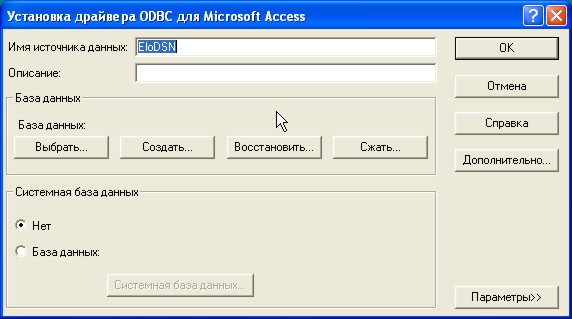 Установка драйвера ODBC для Microsoft Access
Имя источника данных: EloDSN
OK
Описание:
Отмена
База данных
База данных:
Справка
Выбрать... Создать... Восстановить... Сжать...
Дополнительно...
Системная база данных
Нет
База данных:
Системная база данных...
Параметры>>